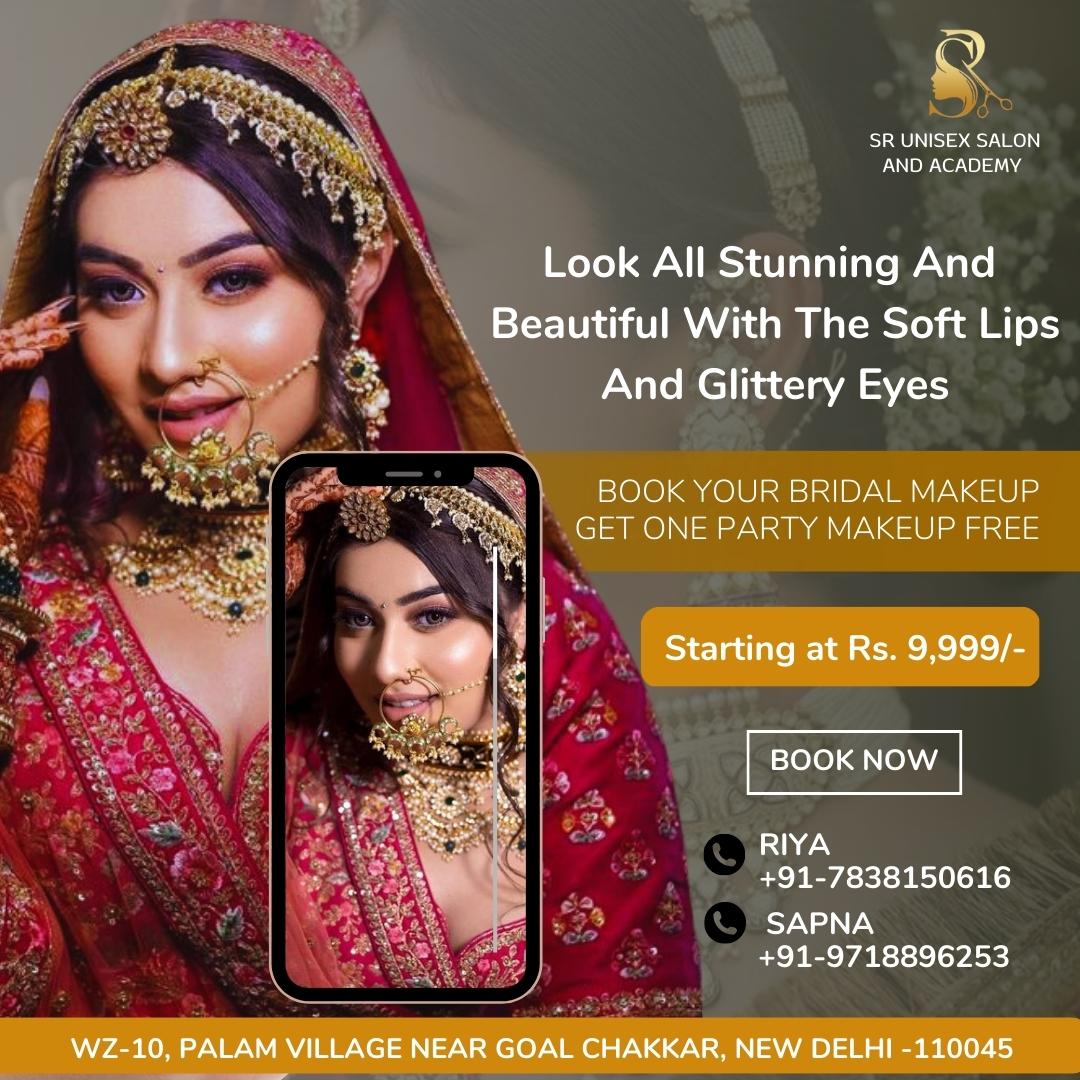 SR UNISEX SALON
AND ACADEMY
Look All Stunning And
Beautiful With The Soft Lips
And Glittery Eyes
BOOK YOUR BRIDAL MAKEUP
GET ONE PARTY MAKEUP FREE
Starting at Rs. 9,999/-
BOOK NOW
RIYA
+91-7838150616
SAPNA
+91-9718896253
WZ-10, PALAM VILLAGE NEAR GOAL CHAKKAR, NEW DELHI -110045